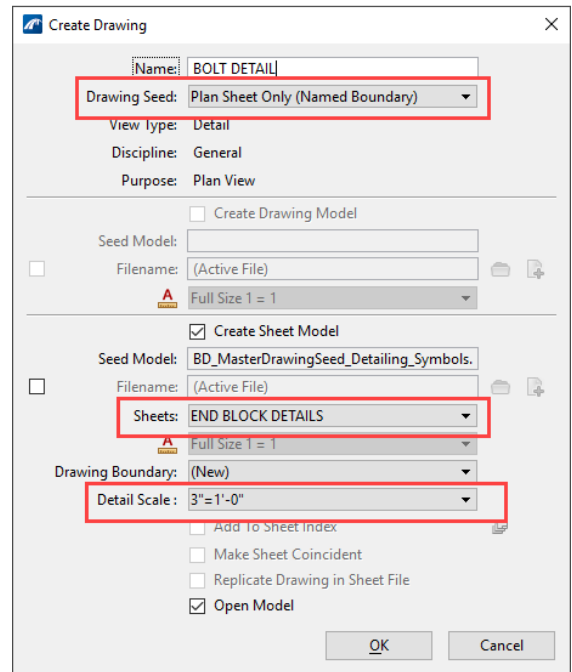 Create Drawing
Name: BOLT DETAIL
Drawing Seed: Plan Sheet Only (Named Boundary)
View Type: Detail
Discipline: General
Purpose: Plan View
Create Drawing Model
Seed Model:
Filename: (Active File)
A Full Size 1 = 1
Create Sheet Model
Seed Model: BD_MasterDrawingSeed_Detailing_Symbols.
Filename: (Active File)
Sheets: END BLOCK DETAILS
A Full Size 1 = 1
Drawing Boundary: (New)
Detail Scale : 3"=1'-0"
Add To Sheet Index
Make Sheet Coincident
Replicate Drawing in Sheet File
Open Model
OK Cancel